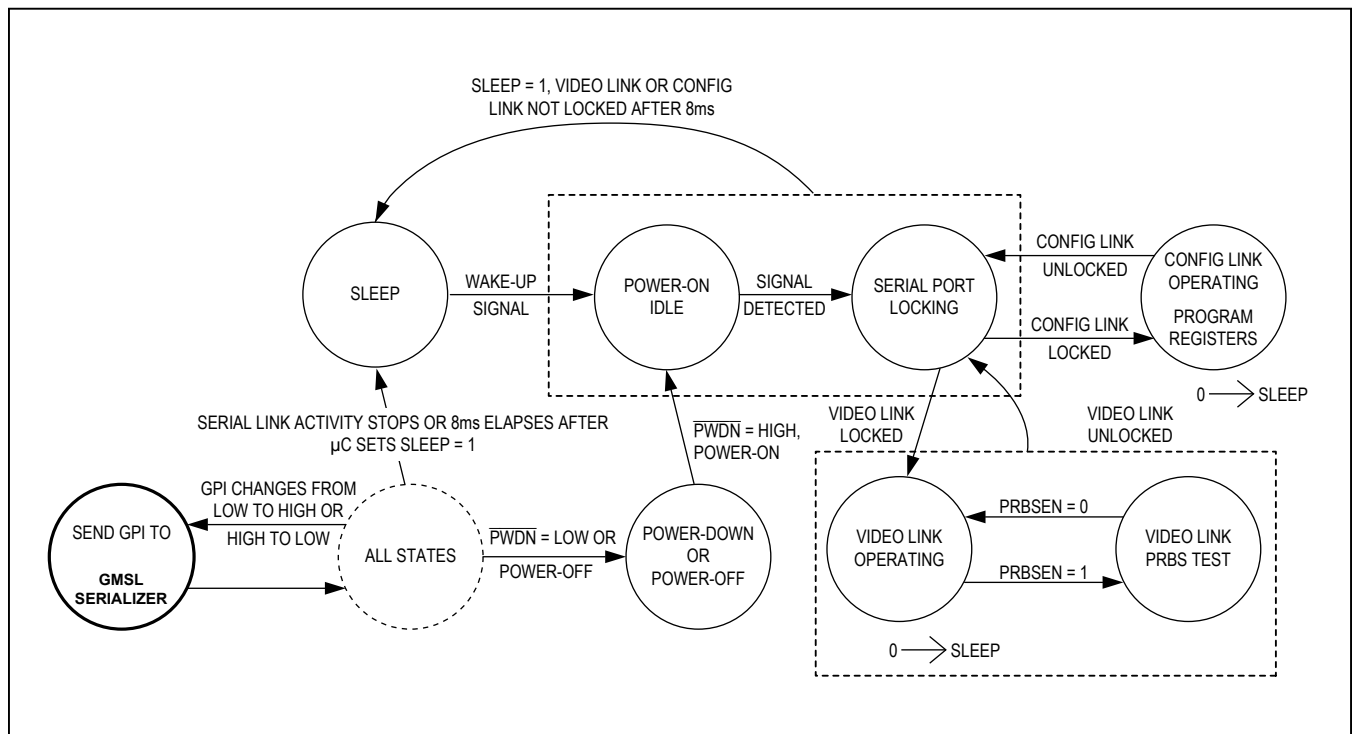 SLEEP = 1, VIDEO LINK OR CONFIG
LINK NOT LOCKED AFTER 8ms
SLEEP
WAKE-UP
SIGNAL
POWER-ON
IDLE
SIGNAL
DETECTED
SERIAL PORT
LOCKING
CONFIG LINK
UNLOCKED
CONFIG LINK
LOCKED
CONFIG LINK
OPERATING
PROGRAM
REGISTERS
0 → SLEEP
SERIAL LINK ACTIVITY STOPS OR 8ms ELAPSES AFTER
µC SETS SLEEP = 1
PWDN = HIGH,
POWER-ON
VIDEO LINK
LOCKED
VIDEO LINK
UNLOCKED
GPI CHANGES FROM
LOW TO HIGH OR
HIGH TO LOW
SEND GPI TO
GMSL
SERIALIZER
ALL STATES
PWDN = LOW OR
POWER-OFF
POWER-DOWN
OR
POWER-OFF
VIDEO LINK
OPERATING
PRBSEN = 0
PRBSEN = 1
VIDEO LINK
PRBS TEST
0 → SLEEP